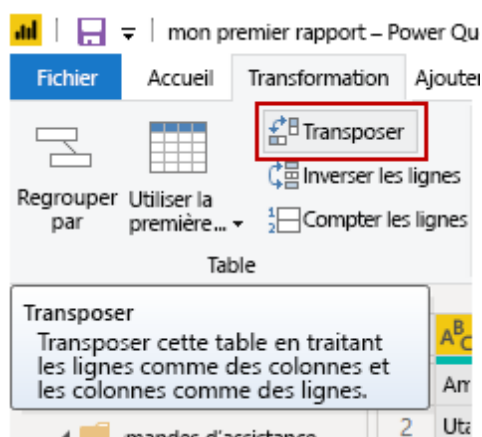 mon premier rapport – Power Qu
Fichier Accueil Transformation Ajouter
Transposer
Inverser les lignes
Compter les lignes
Regrouper par
Utiliser la première...
Table
Transposer
Transposer cette table en traitant
les lignes comme des colonnes et
les colonnes comme des lignes.
ABC
Am
2 Uta
mandes d'assistance